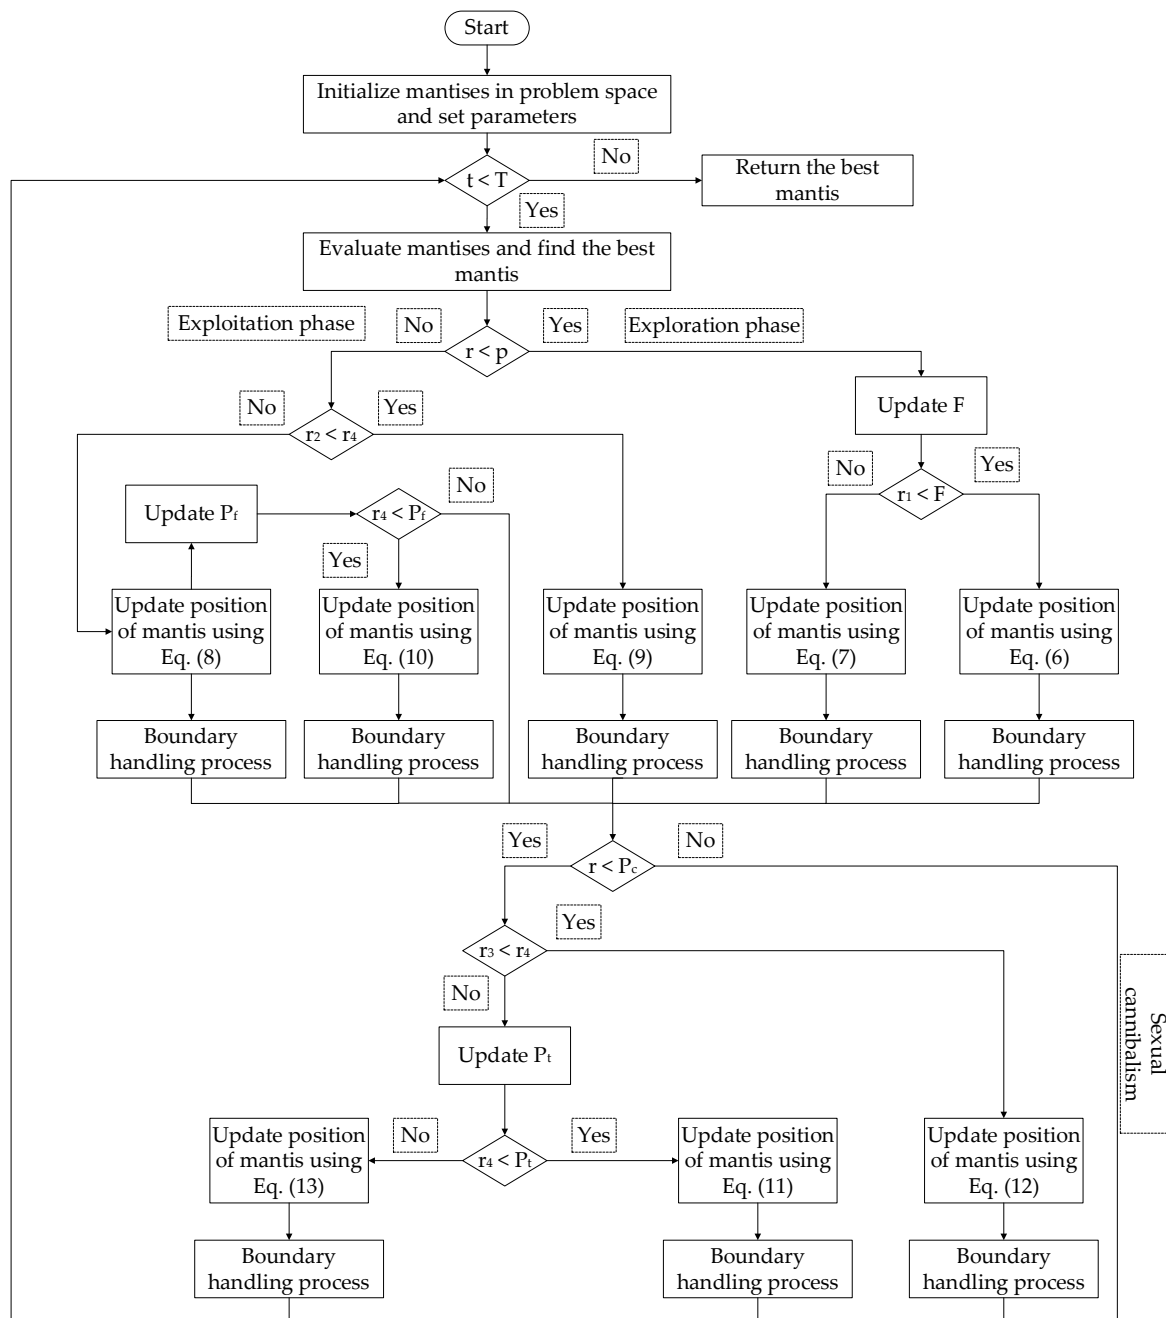 Start
Initialize mantises in problem space
and set parameters
No
t < T
Return the best
mantis
Yes
Evaluate mantises and find the best
mantis
Exploitation phase
No
Yes
Exploration phase
r < p
Update F
No
Yes
r₂ < r₄
No
Yes
r₁ < F
Update Pf
r₄ < Pf
No
Yes
Update position
of mantis using
Eq. (8)
Update position
of mantis using
Eq. (10)
Update position
of mantis using
Eq. (9)
Update position
of mantis using
Eq. (7)
Update position
of mantis using
Eq. (6)
Boundary
handling process
Boundary
handling process
Boundary
handling process
Boundary
handling process
Boundary
handling process
Yes
No
r < Pc
Yes
r₃ < r₄
No
Sexual
cannibalism
Update Pt
No
Yes
r₄ < Pt
Update position
of mantis using
Eq. (13)
Update position
of mantis using
Eq. (11)
Update position
of mantis using
Eq. (12)
Boundary
handling process
Boundary
handling process
Boundary
handling process